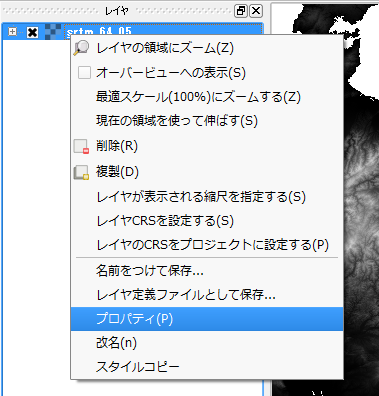 レイヤ
srtm_64_05
レイヤの領域にズーム(Z)
オーバービューへの表示(S)
最適スケール(100%)にズームする(Z)
現在の領域を使って伸ばす(S)
削除(R)
複製(D)
レイヤが表示される縮尺を指定する(S)
レイヤCRSを設定する(S)
レイヤのCRSをプロジェクトに設定する(P)
名前をつけて保存...
レイヤ定義ファイルとして保存...
プロパティ(P)
改名(n)
スタイルコピー